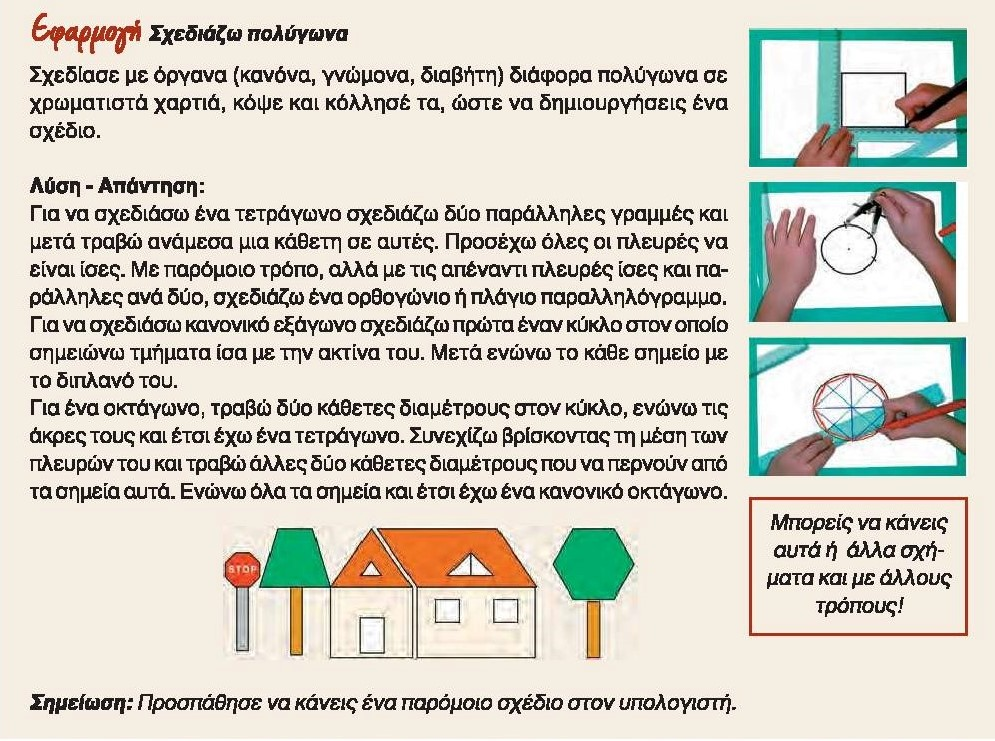 Εφαρμογή Σχεδιάζω πολύγωνα
Σχεδίασε με όργανα (κανόνα, γνώμονα, διαβήτη) διάφορα πολύγωνα σε
χρωματιστά χαρτιά, κόψε και κόλλησέ τα, ώστε να δημιουργήσεις ένα
σχέδιο.
Λύση - Απάντηση:
Για να σχεδιάσω ένα τετράγωνο σχεδιάζω δύο παράλληλες γραμμές και
μετά τραβώ ανάμεσα μια κάθετη σε αυτές. Προσέχω όλες οι πλευρές να
είναι ίσες. Με παρόμοιο τρόπο, αλλά με τις απέναντι πλευρές ίσες και πα-
ράλληλες ανά δύο, σχεδιάζω ένα ορθογώνιο ή πλάγιο παραλληλόγραμμο.
Για να σχεδιάσω κανονικό εξάγωνο σχεδιάζω πρώτα έναν κύκλο στον οποίο
σημειώνω τμήματα ίσα με την ακτίνα του. Μετά ενώνω το κάθε σημείο με
το διπλανό του.
Για ένα οκτάγωνο, τραβώ δύο κάθετες διαμέτρους στον κύκλο, ενώνω τις
άκρες τους και έτσι έχω ένα τετράγωνο. Συνεχίζω βρίσκοντας τη μέση των
πλευρών του και τραβώ άλλες δύο κάθετες διαμέτρους που να περνούν από
τα σημεία αυτά. Ενώνω όλα τα σημεία και έτσι έχω ένα κανονικό οκτάγωνο.
STOP
Μπορείς να κάνεις
αυτά ή άλλα σχή-
ματα και με άλλους
τρόπους!
Σημείωση: Προσπάθησε να κάνεις ένα παρόμοιο σχέδιο στον υπολογιστή.